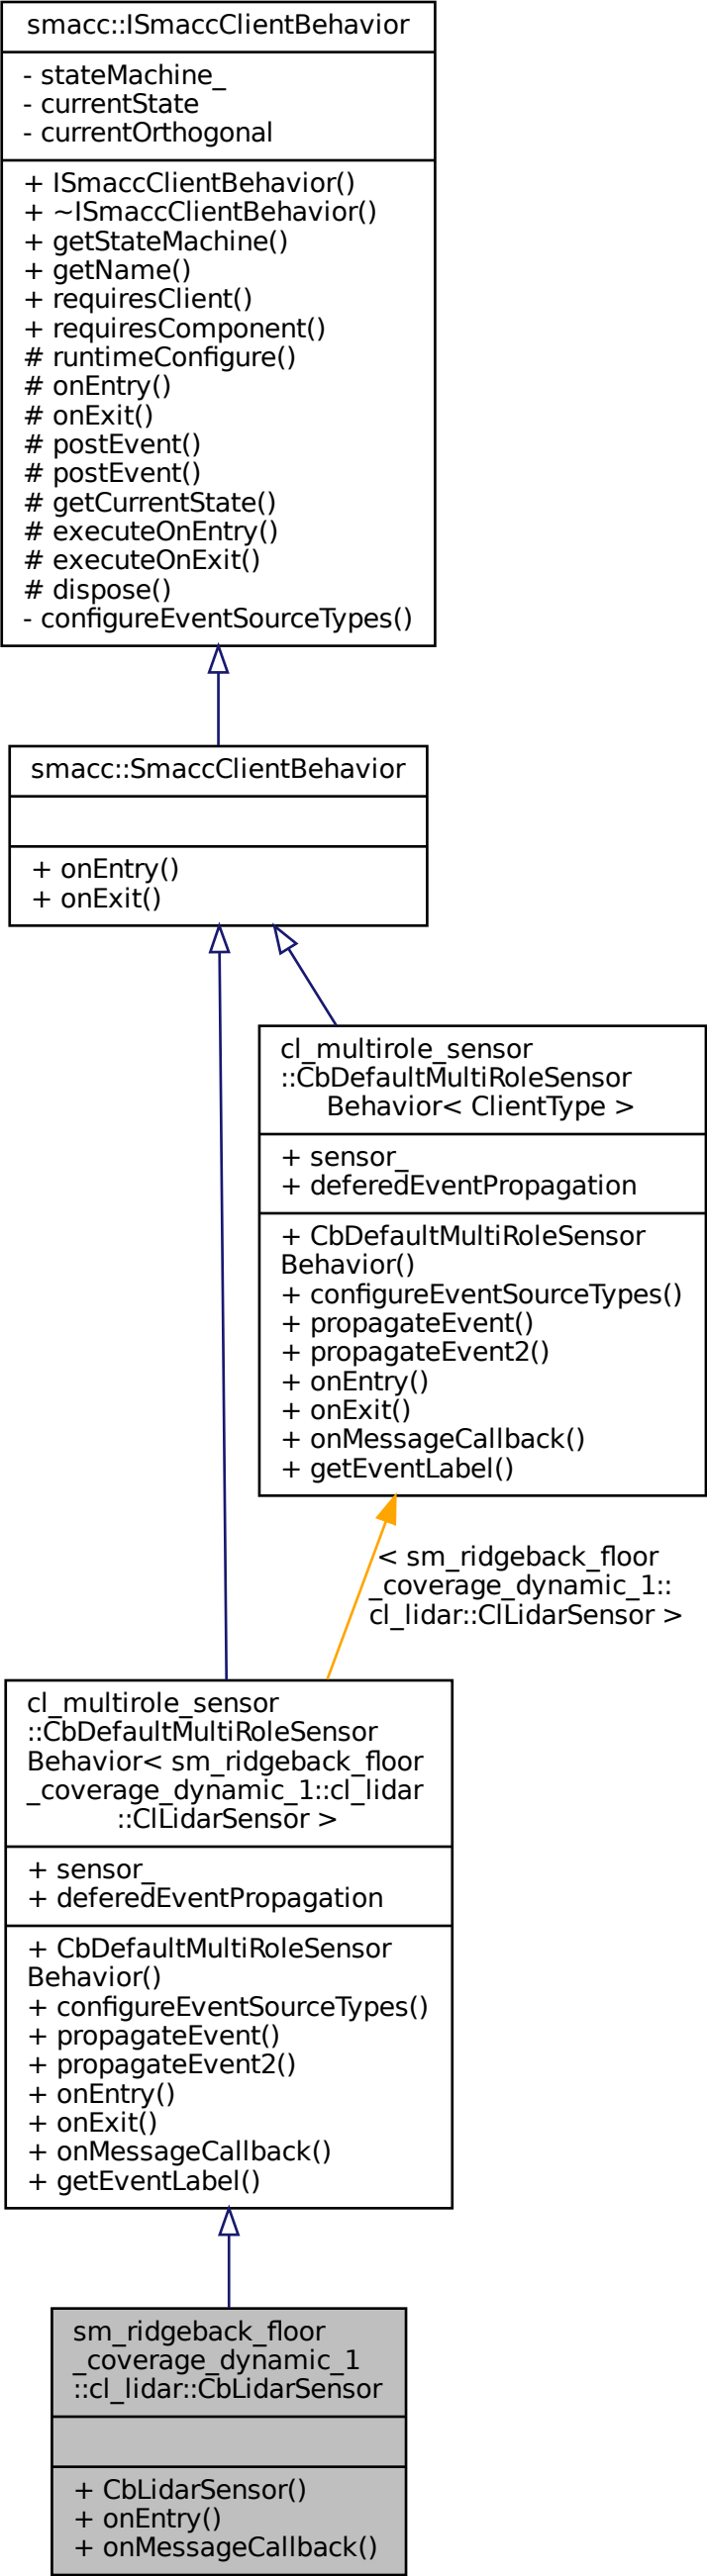 smacc::ISmaccClientBehavior
- stateMachine_
- currentState
- currentOrthogonal
+ ISmaccClientBehavior()
+ ~ISmaccClientBehavior()
+ getStateMachine()
+ getName()
+ requiresClient()
+ requiresComponent()
# runtimeConfigure()
# onEntry()
# onExit()
# postEvent()
# postEvent()
# getCurrentState()
# executeOnEntry()
# executeOnExit()
# dispose()
- configureEventSourceTypes()
smacc::SmaccClientBehavior
+ onEntry()
+ onExit()
cl_multirole_sensor
::CbDefaultMultiRoleSensor
Behavior< ClientType >
+ sensor_
+ deferedEventPropagation
+ CbDefaultMultiRoleSensor
Behavior()
+ configureEventSourceTypes()
+ propagateEvent()
+ propagateEvent2()
+ onEntry()
+ onExit()
+ onMessageCallback()
+ getEventLabel()
< sm_ridgeback_floor
_coverage_dynamic_1::
cl_lidar::ClLidarSensor >
cl_multirole_sensor
::CbDefaultMultiRoleSensor
Behavior< sm_ridgeback_floor
_coverage_dynamic_1::cl_lidar
::ClLidarSensor >
+ sensor_
+ deferedEventPropagation
+ CbDefaultMultiRoleSensor
Behavior()
+ configureEventSourceTypes()
+ propagateEvent()
+ propagateEvent2()
+ onEntry()
+ onExit()
+ onMessageCallback()
+ getEventLabel()
sm_ridgeback_floor
_coverage_dynamic_1
::cl_lidar::CbLidarSensor
+ CbLidarSensor()
+ onEntry()
+ onMessageCallback()